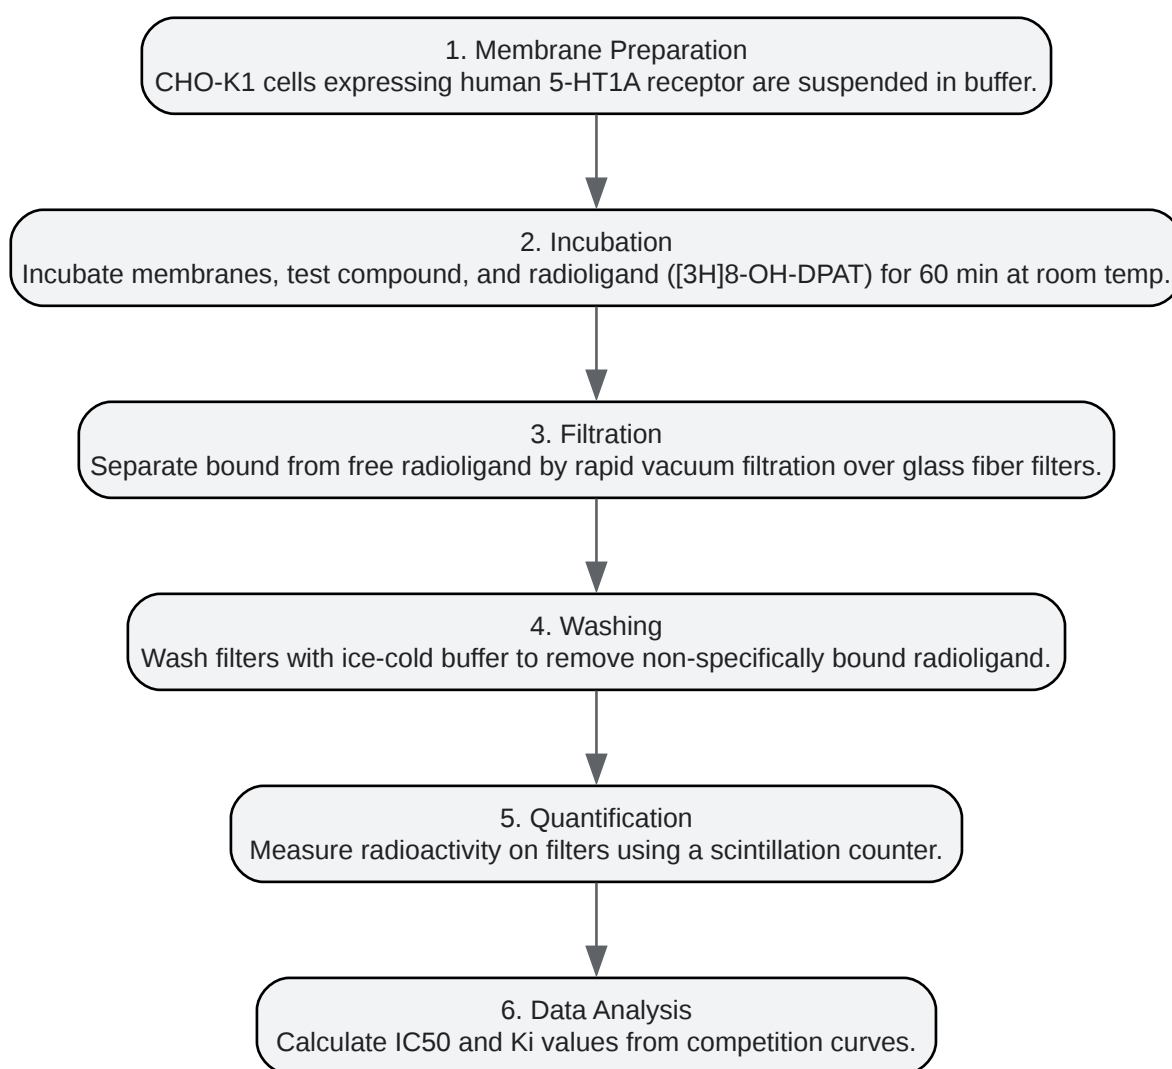 1. Membrane Preparation
CHO-K1 cells expressing human 5-HT1A receptor are suspended in buffer.
2. Incubation
Incubate membranes, test compound, and radioligand ([3H]8-OH-DPAT) for 60 min at room temp.
3. Filtration
Separate bound from free radioligand by rapid vacuum filtration over glass fiber filters.
4. Washing
Wash filters with ice-cold buffer to remove non-specifically bound radioligand.
5. Quantification
Measure radioactivity on filters using a scintillation counter.
6. Data Analysis
Calculate IC50 and Ki values from competition curves.